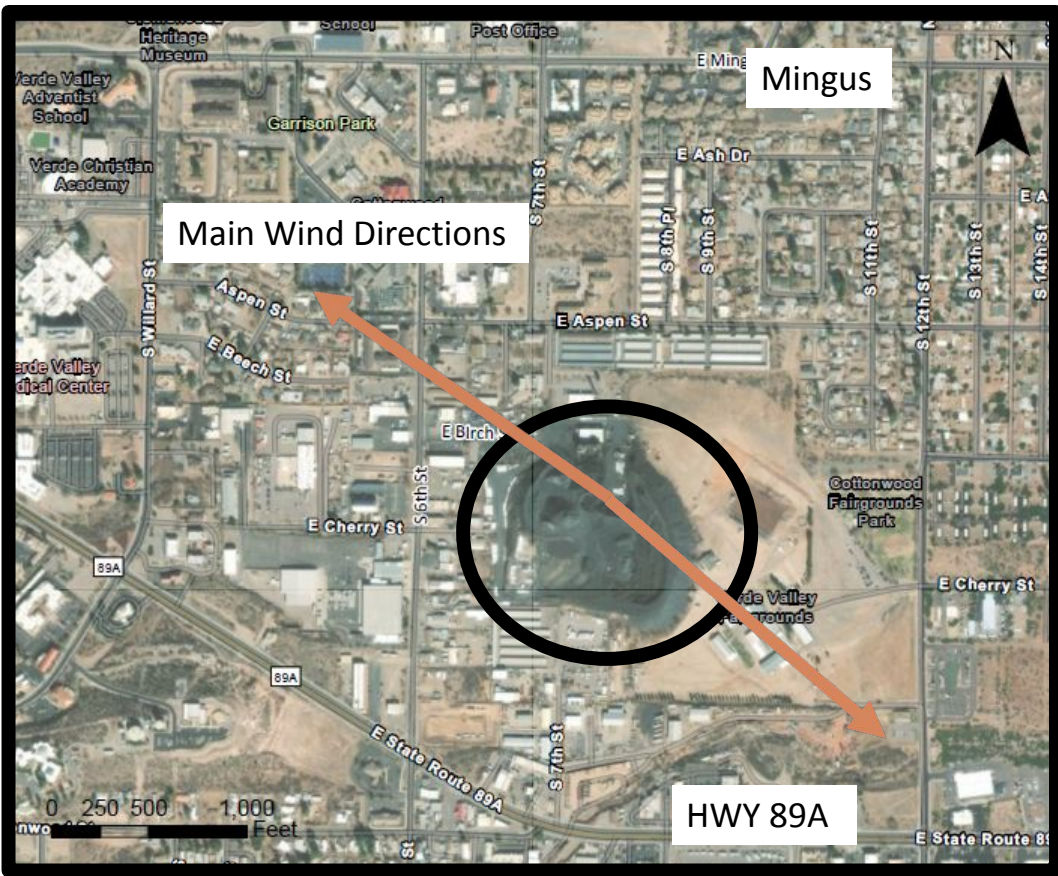 Heritage
Museum
School
Post Office
E Ming
Mingus
N
Verde Valley
Adventist
School
Garrison Park
Verde Christian
Academy
E Ash Dr
S 7th St
S 8th Pl
S 9th St
S 11th St
S 12th St
S 13th St
S 14th St
E A
Main Wind Directions
S Willard St
Aspen St
E Aspen St
E Beech St
erde Valley
dical Center
E Birch
S 6th St
E Cherry St
Cottonwood
Fairgrounds
Park
E Cherry St
rde Valley
Fairgrounds
89A
89A
E State Route 89A
S 7th St
HWY 89A
0 250 500 1,000
Feet
St
E State Route 89